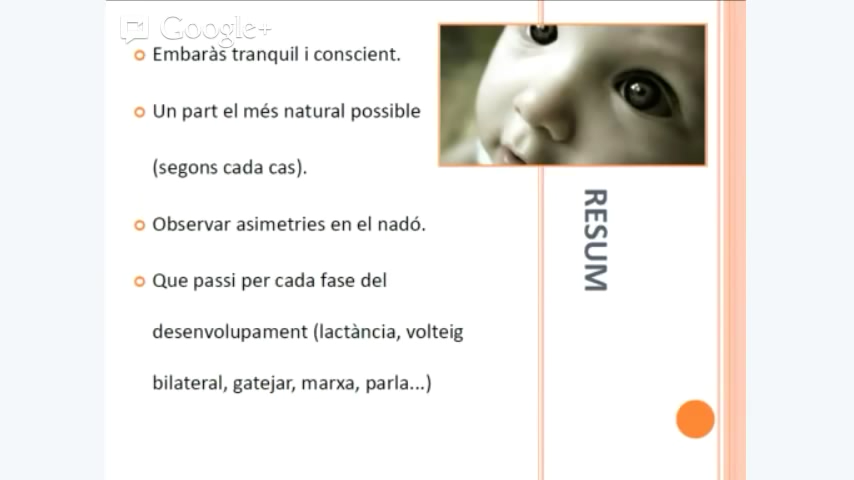 Google+
Embaràs tranquil i conscient.
Un part el més natural possible
(segons cada cas).
Observar asimetries en el nadó.
Que passi per cada fase del
desenvolupament (lactància, volteig
bilateral, gatejar, marxa, parla...)
RESUM